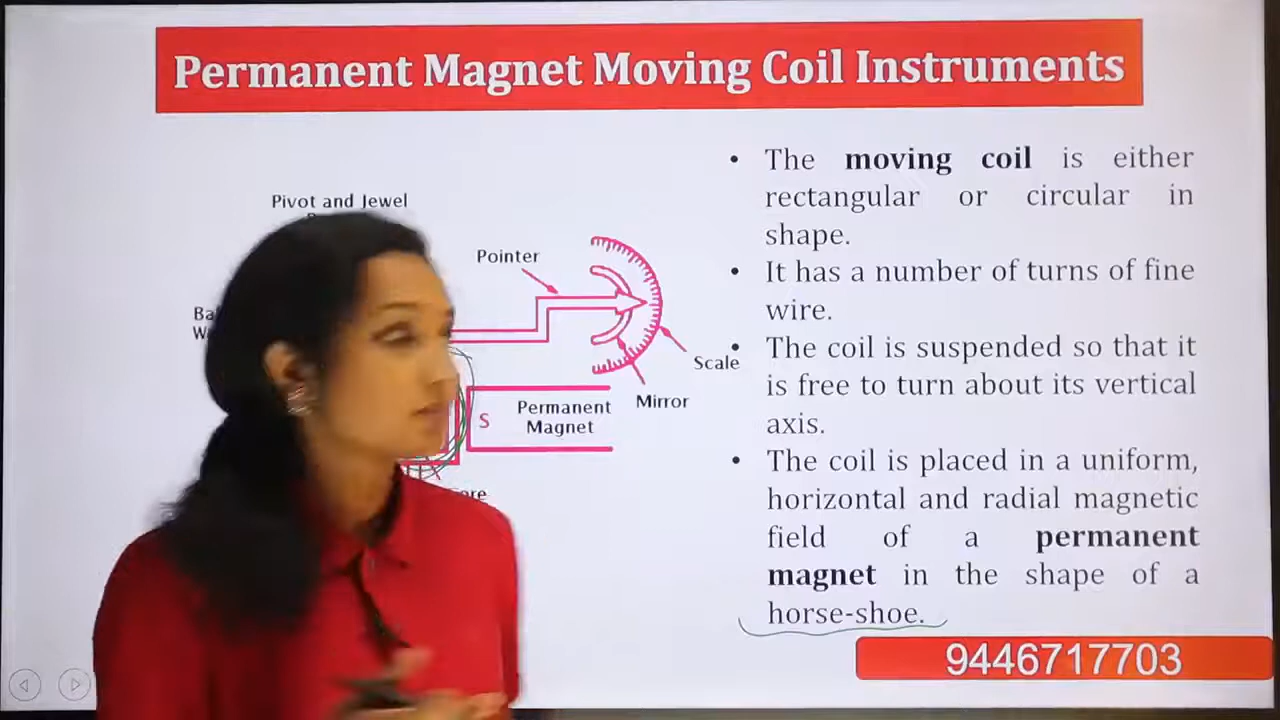 Permanent Magnet Moving Coil Instruments
Pivot and Jewel
Pointer
Scale
Mirror
S
Permanent
Magnet
• The moving coil is either
rectangular or circular in
shape.
• It has a number of turns of fine
wire.
• The coil is suspended so that it
is free to turn about its vertical
axis.
• The coil is placed in a uniform,
horizontal and radial magnetic
field of a permanent
magnet in the shape of a
horse-shoe.
9446717703